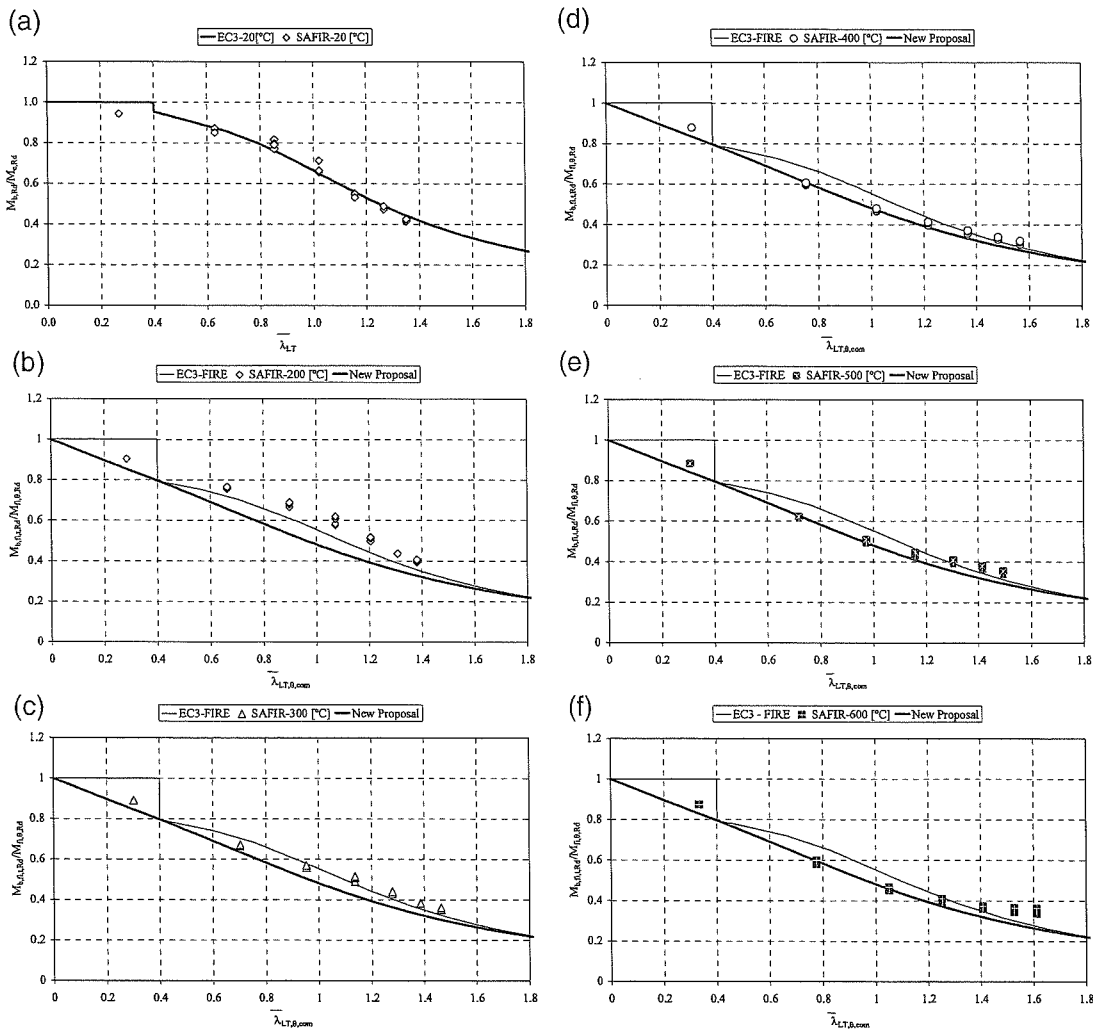 (a)
EC3-20[°C] SAFIR-20 [°C]
M_b,Rd/M_c,Rd
1.2
1.0
0.8
0.6
0.4
0.2
0.0
0.0 0.2 0.4 0.6 0.8 1.0 1.2 1.4 1.6 1.8
λ_LT
(b)
EC3-FIRE SAFIR-200 [°C] New Proposal
M_b,fi,t,Rd/M_fi,θ,Rd
1.2
1
0.8
0.6
0.4
0.2
0
0 0.2 0.4 0.6 0.8 1 1.2 1.4 1.6 1.8
λ_LT,θ,com
(c)
EC3-FIRE SAFIR-300 [°C] New Proposal
M_b,fi,t,Rd/M_fi,θ,Rd
1.2
1
0.8
0.6
0.4
0.2
0
0 0.2 0.4 0.6 0.8 1 1.2 1.4 1.6 1.8
λ_LT,θ,com
(d)
EC3-FIRE SAFIR-400 [°C] New Proposal
M_b,fi,t,Rd/M_fi,θ,Rd
1.2
1
0.8
0.6
0.4
0.2
0
0 0.2 0.4 0.6 0.8 1 1.2 1.4 1.6 1.8
λ_LT,θ,com
(e)
EC3-FIRE SAFIR-500 [°C] New Proposal
M_b,fi,t,Rd/M_fi,θ,Rd
1.2
1
0.8
0.6
0.4
0.2
0
0 0.2 0.4 0.6 0.8 1 1.2 1.4 1.6 1.8
λ_LT,θ,com
(f)
EC3 - FIRE SAFIR-600 [°C] New Proposal
M_b,fi,t,Rd/M_fi,θ,Rd
1.2
1
0.8
0.6
0.4
0.2
0
0 0.2 0.4 0.6 0.8 1 1.2 1.4 1.6 1.8
λ_LT,θ,com